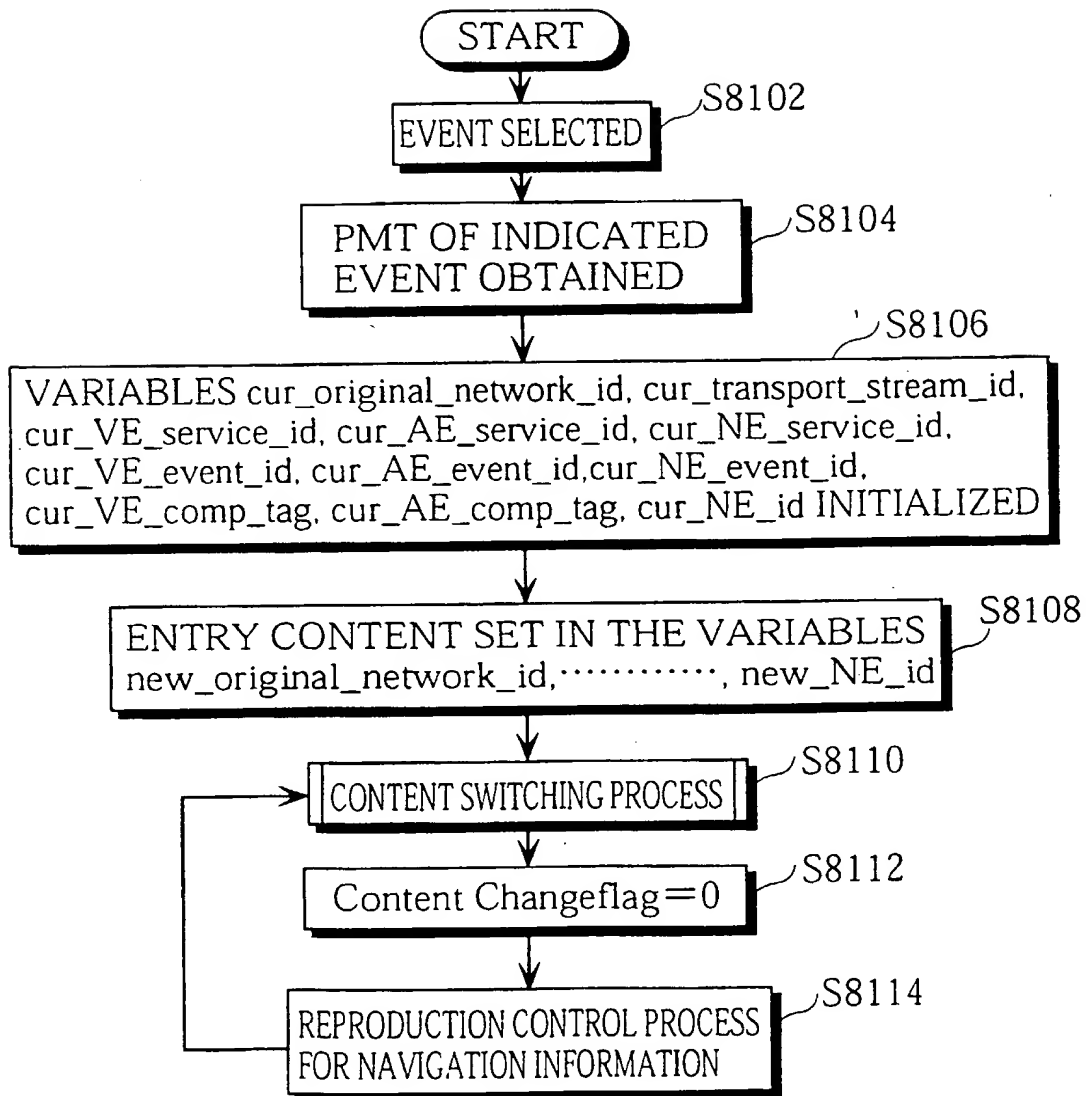 START
S8102
EVENT SELECTED
S8104
PMT OF INDICATED
EVENT OBTAINED
S8106
VARIABLES cur_original_network_id, cur_transport_stream_id,
cur_VE_service_id, cur_AE_service_id, cur_NE_service_id,
cur_VE_event_id, cur_AE_event_id,cur_NE_event_id,
cur_VE_comp_tag, cur_AE_comp_tag, cur_NE_id INITIALIZED
S8108
ENTRY CONTENT SET IN THE VARIABLES
new_original_network_id,············, new_NE_id
S8110
CONTENT SWITCHING PROCESS
S8112
Content Changeflag=0
S8114
REPRODUCTION CONTROL PROCESS
FOR NAVIGATION INFORMATION